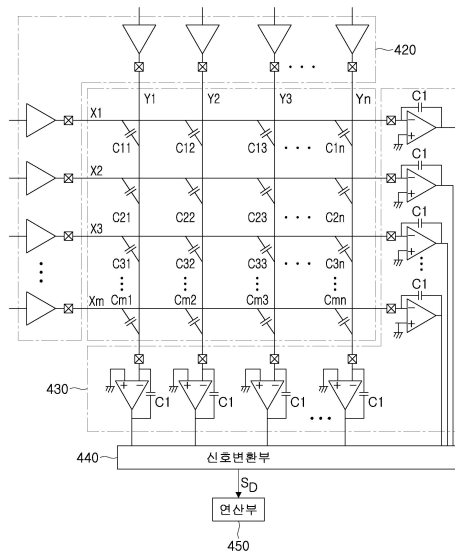 420
Y1 Y2 Y3 Yn
X1
C1
C11 C12 C13 C1n
X2
C1
C21 C22 C23 C2n
X3
C1
C31 C32 C33 C3n
Xm Cm1 Cm2 Cm3 Cmn
C1
430
C1 C1 C1 C1
440 신호변환부
SD
연산부
450